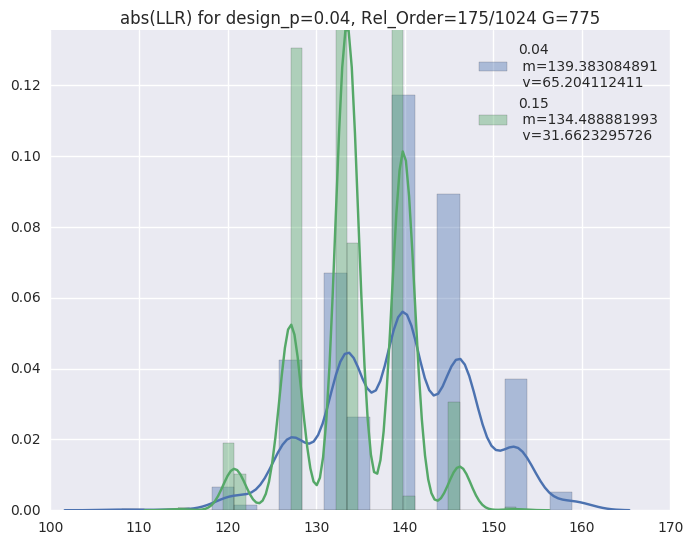 abs(LLR) for design_p=0.04, Rel_Order=175/1024 G=775
0.04
m=139.383084891
v=65.204112411
0.15
m=134.488881993
v=31.6623295726
0.12
0.10
0.08
0.06
0.04
0.02
0.00
100 110 120 130 140 150 160 170